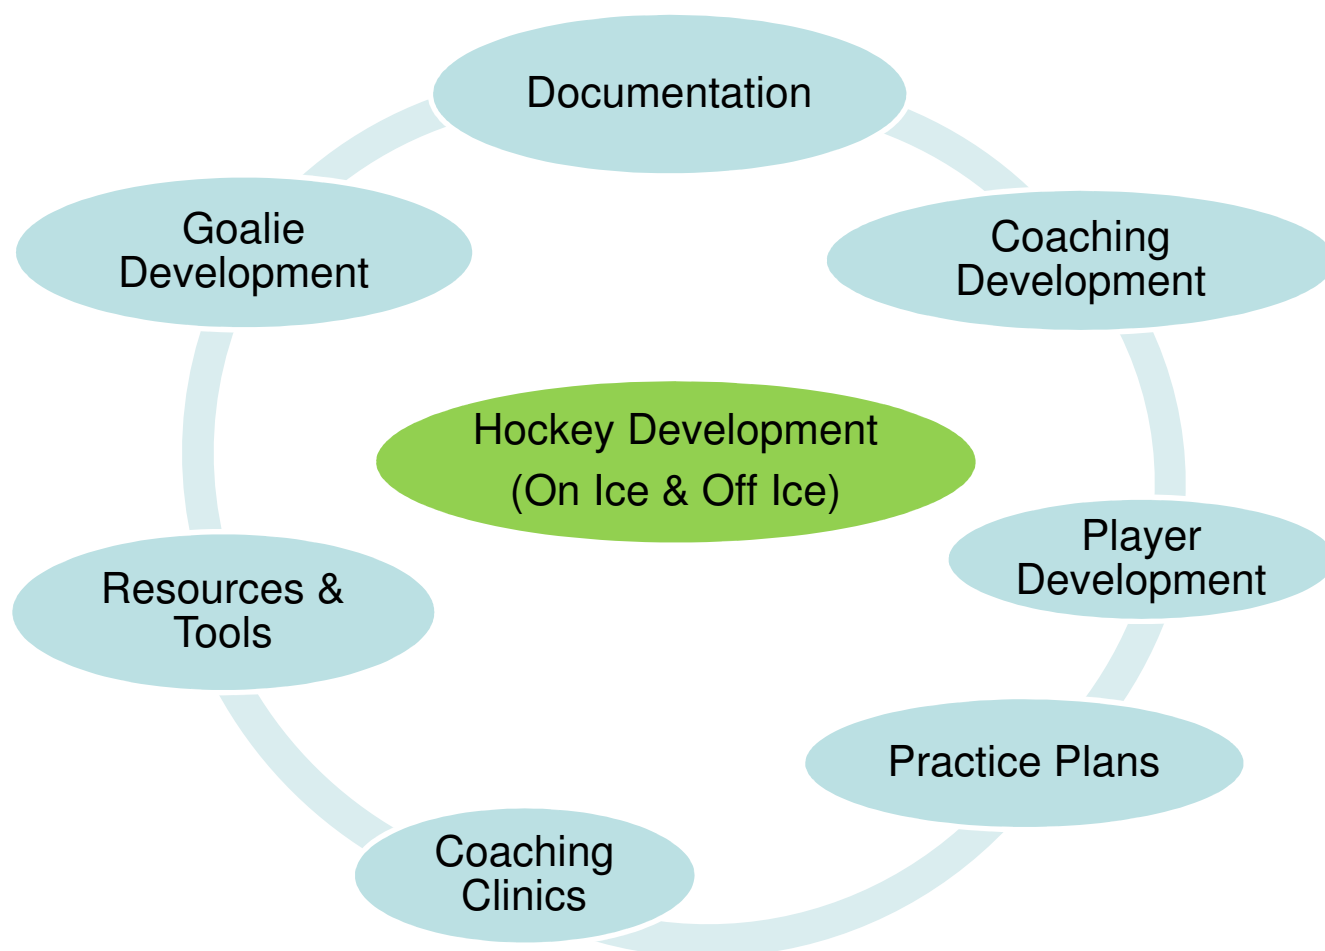 Documentation
Goalie
Development
Coaching
Development
Hockey Development
(On Ice & Off Ice)
Player
Development
Resources &
Tools
Practice Plans
Coaching
Clinics